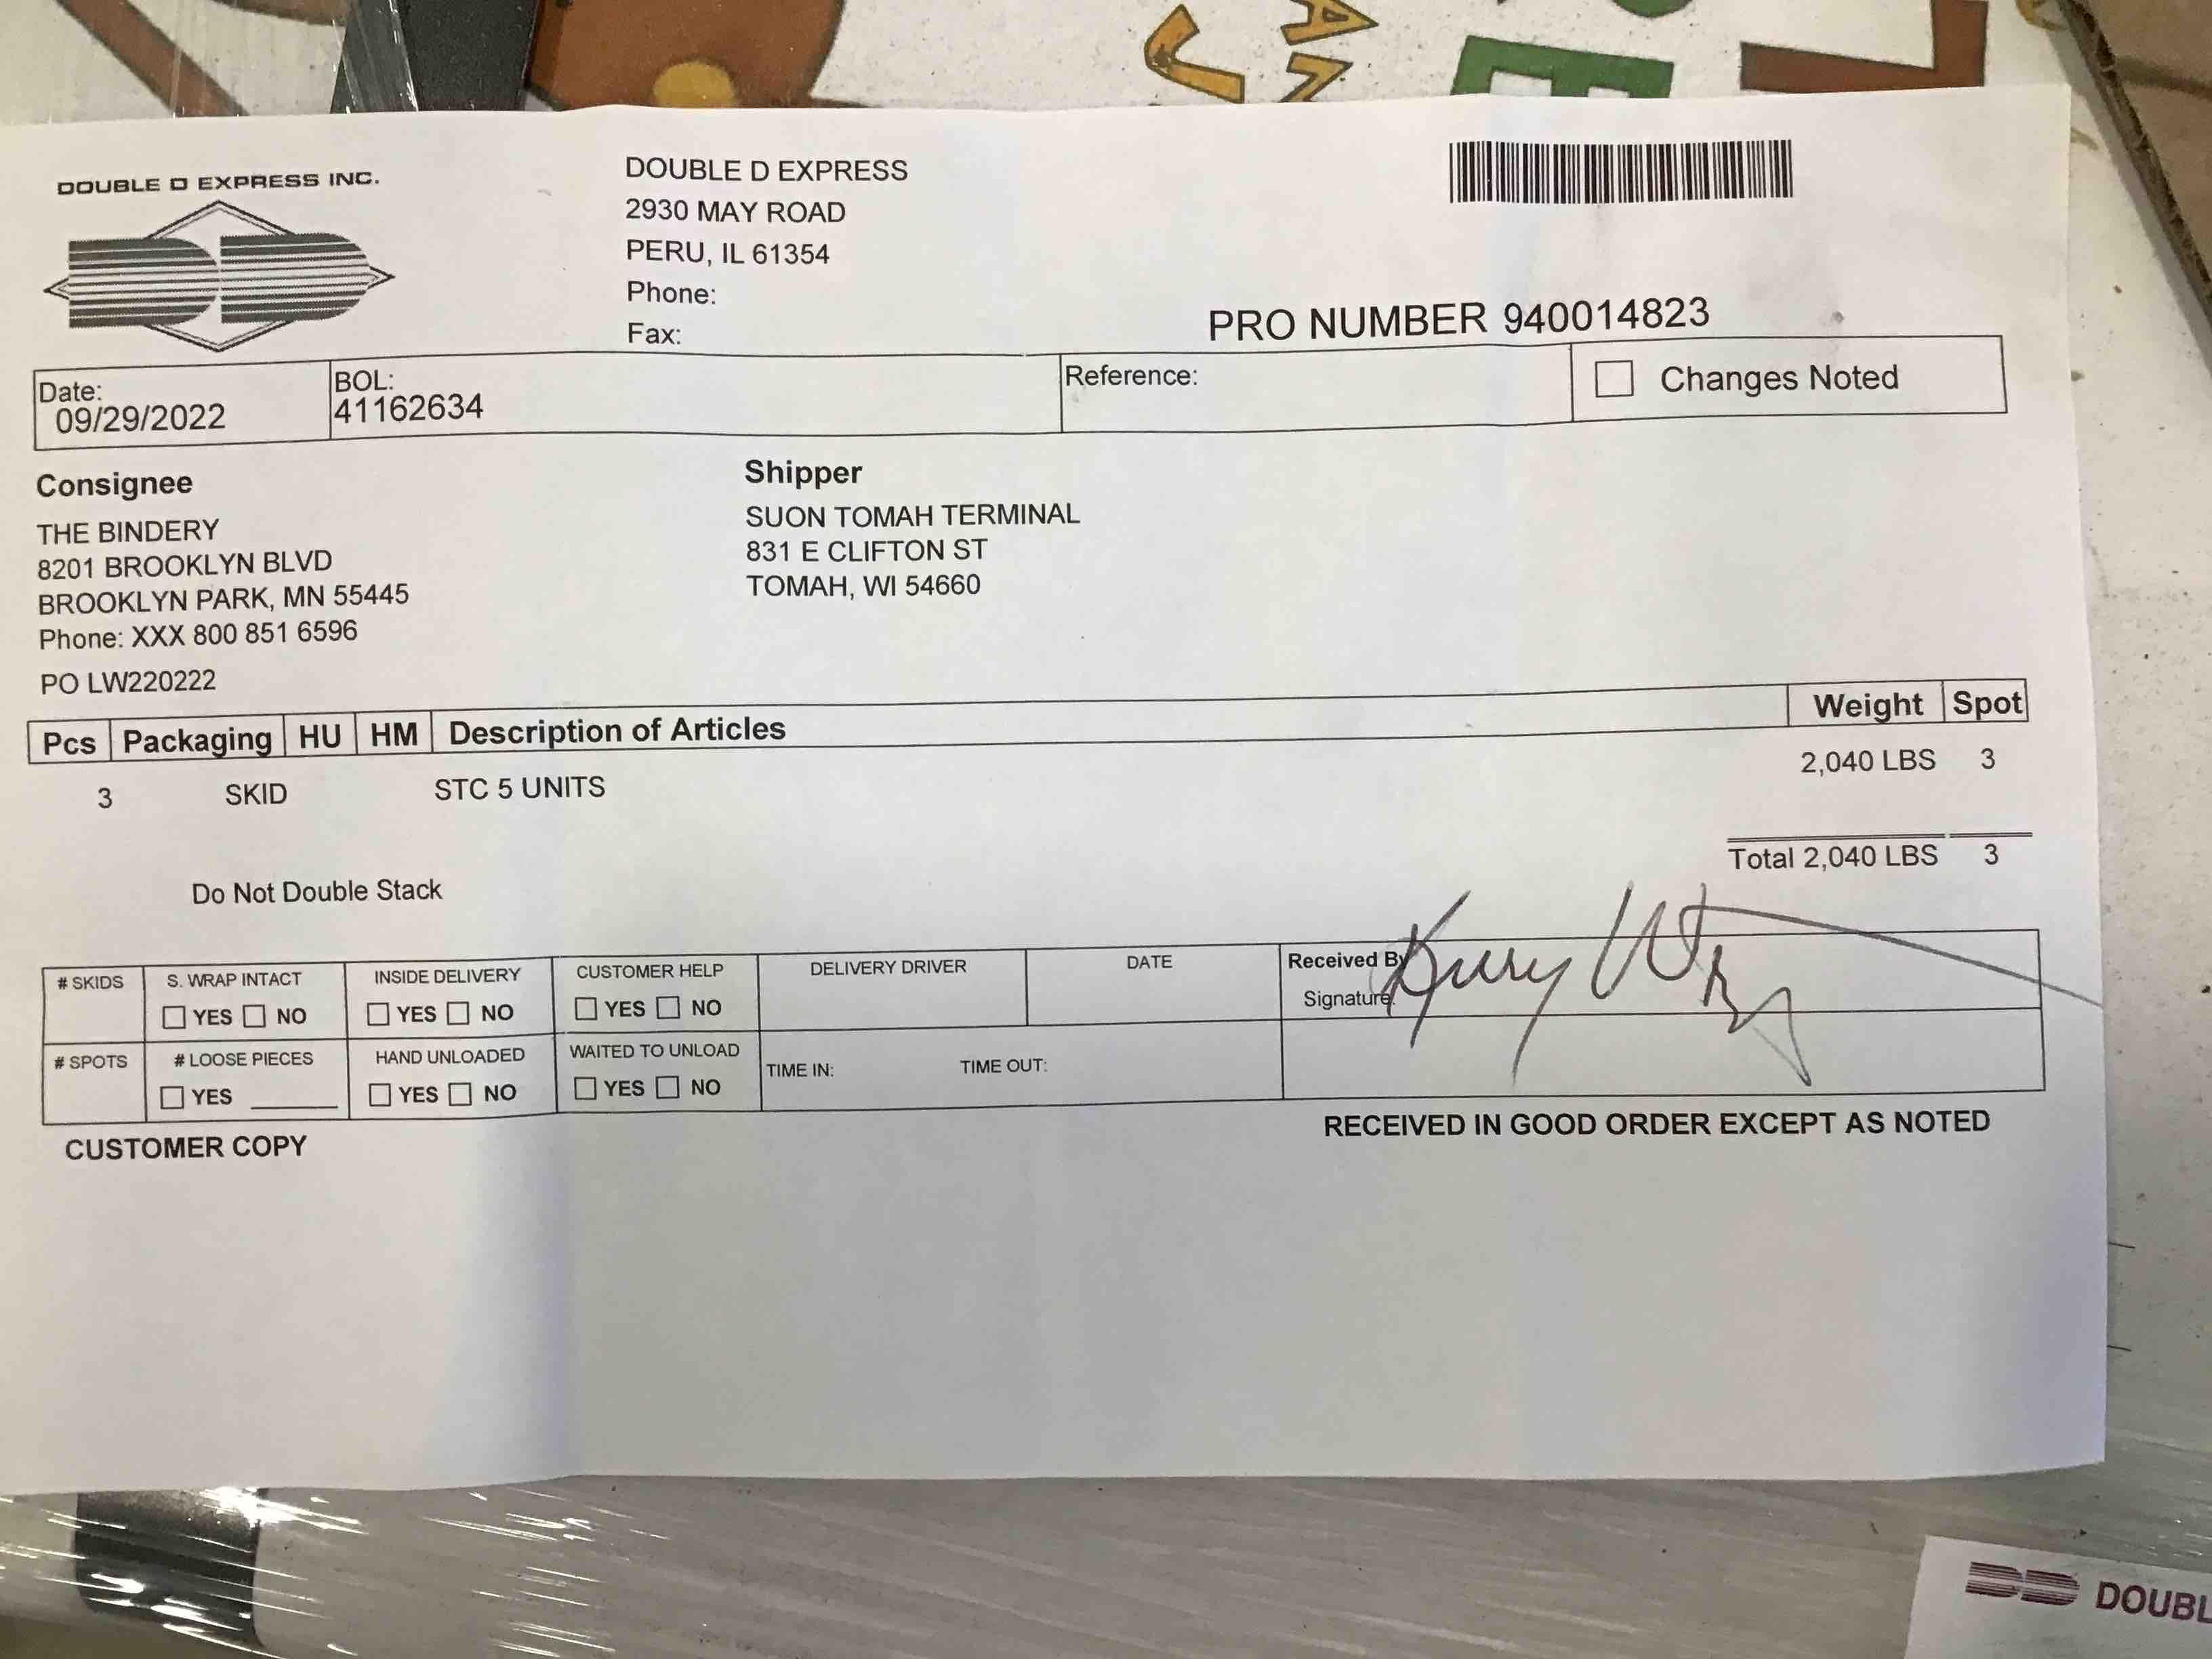 DOUBLE D EXPRESS INC.
DOUBLE D EXPRESS
2930 MAY ROAD
PERU, IL 61354
Phone:
Fax:
PRO NUMBER 940014823
Date:
09/29/2022
BOL:
41162634
Reference:
Changes Noted
Consignee
THE BINDERY
8201 BROOKLYN BLVD
BROOKLYN PARK, MN 55445
Phone: XXX 800 851 6596
PO LW220222
Shipper
SUON TOMAH TERMINAL
831 E CLIFTON ST
TOMAH, WI 54660
Pcs Packaging HU HM Description of Articles Weight Spot
3 SKID STC 5 UNITS 2,040 LBS 3
Total 2,040 LBS 3
Do Not Double Stack
# SKIDS
S. WRAP INTACT
YES NO
INSIDE DELIVERY
YES NO
CUSTOMER HELP
YES NO
DELIVERY DRIVER
DATE
Received By
Signature:
# SPOTS
# LOOSE PIECES
YES
HAND UNLOADED
YES NO
WAITED TO UNLOAD
YES NO
TIME IN:
TIME OUT:
CUSTOMER COPY
RECEIVED IN GOOD ORDER EXCEPT AS NOTED